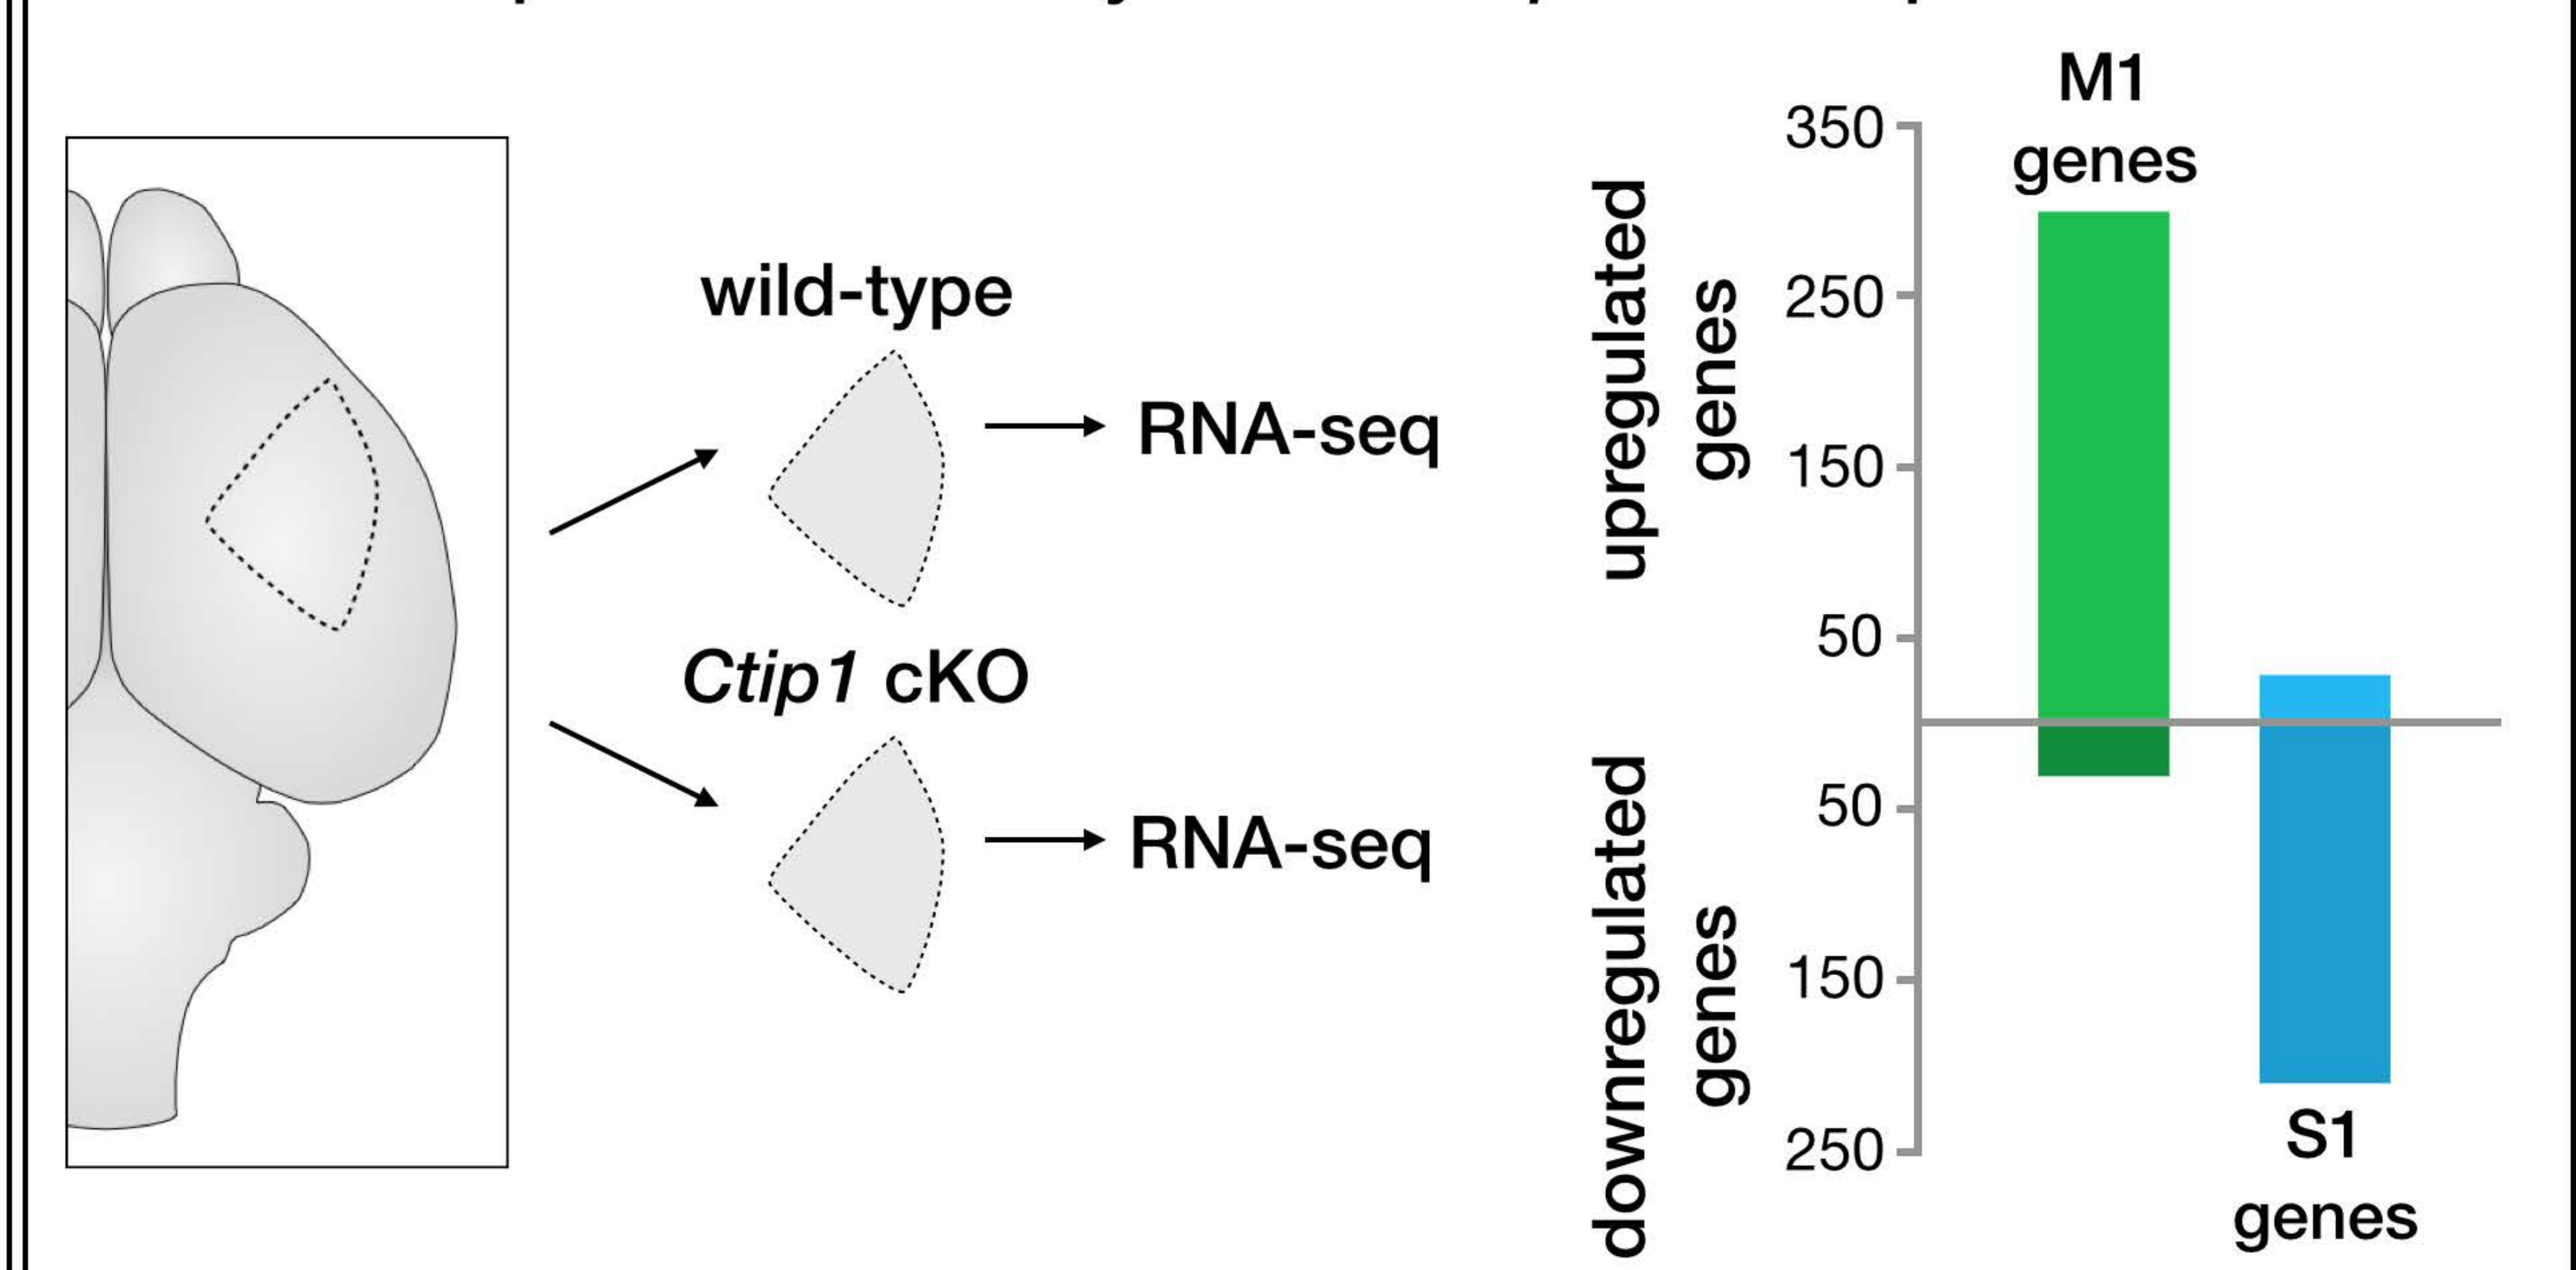 wild-type
RNA-seq
Ctip1 cKO
RNA-seq
upregulated
genes
downregulated
genes
350
250
150
50
50
150
250
M1
genes
S1
genes